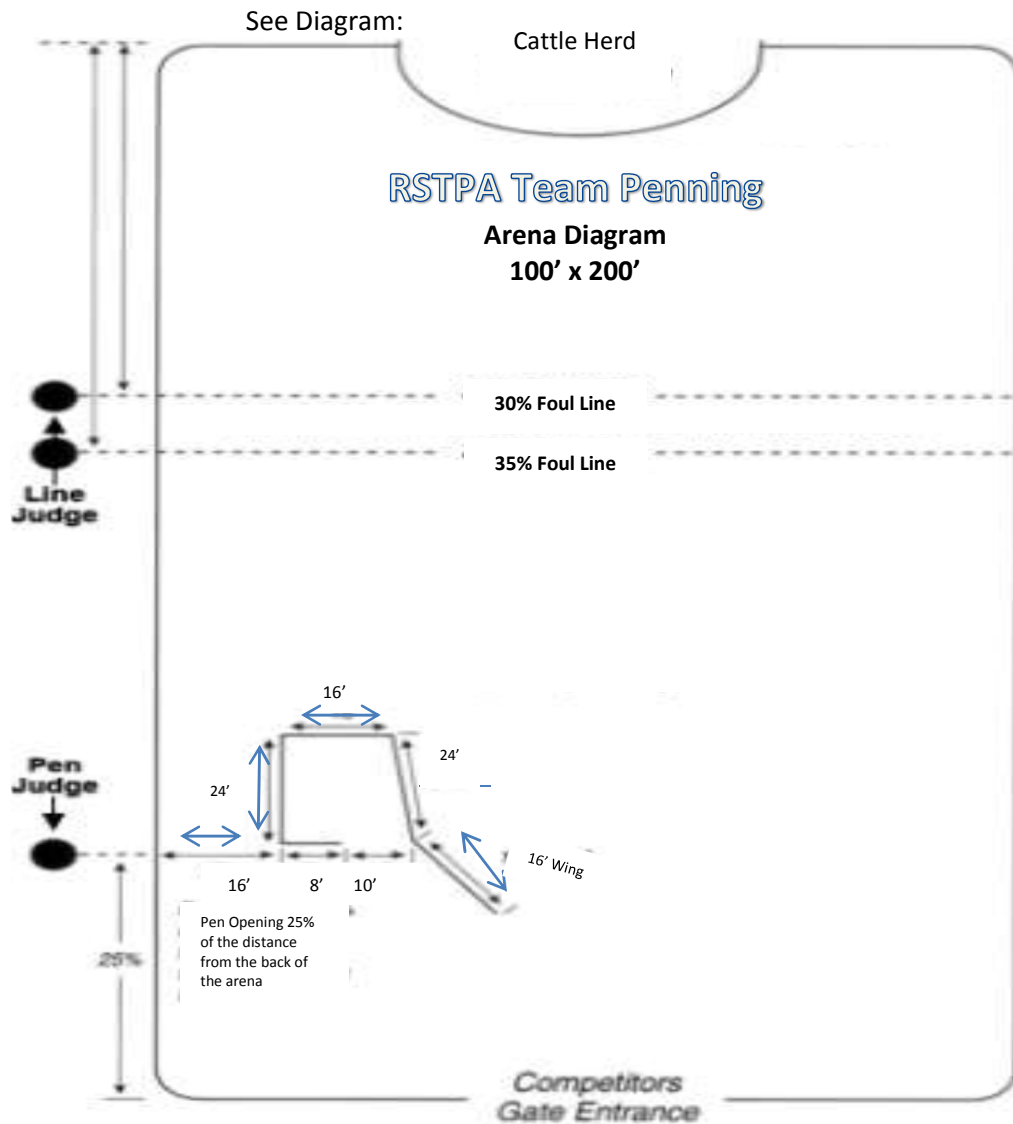 See Diagram:
Cattle Herd
RSTPA Team Penning
Arena Diagram
100’ x 200’
30% Foul Line
35% Foul Line
Line
Judge
16’
24’
24’
Pen
Judge
16’ Wing
16’
8’
10’
Pen Opening 25%
of the distance
from the back of
the arena
25%
Competitors
Gate Entrance